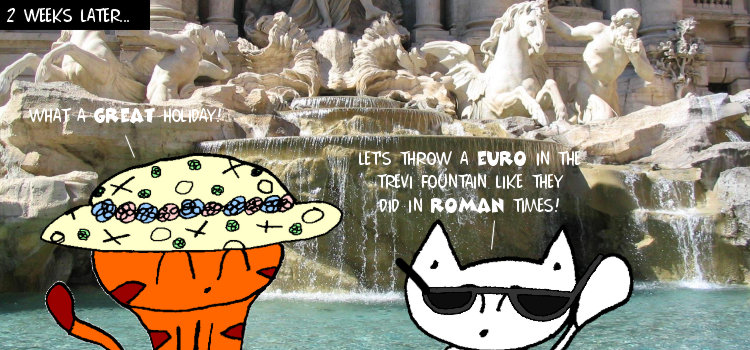 2 WEEKS LATER...
WHAT A GREAT HOLIDAY!
LET'S THROW A EURO IN THE
TREVI FOUNTAIN LIKE THEY
DID IN ROMAN TIMES!